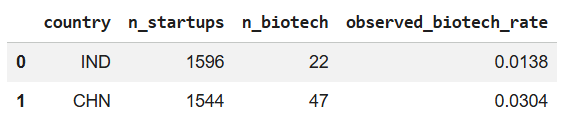 country n_startups n_biotech observed_biotech_rate
0 IND 1596 22 0.0138
1 CHN 1544 47 0.0304